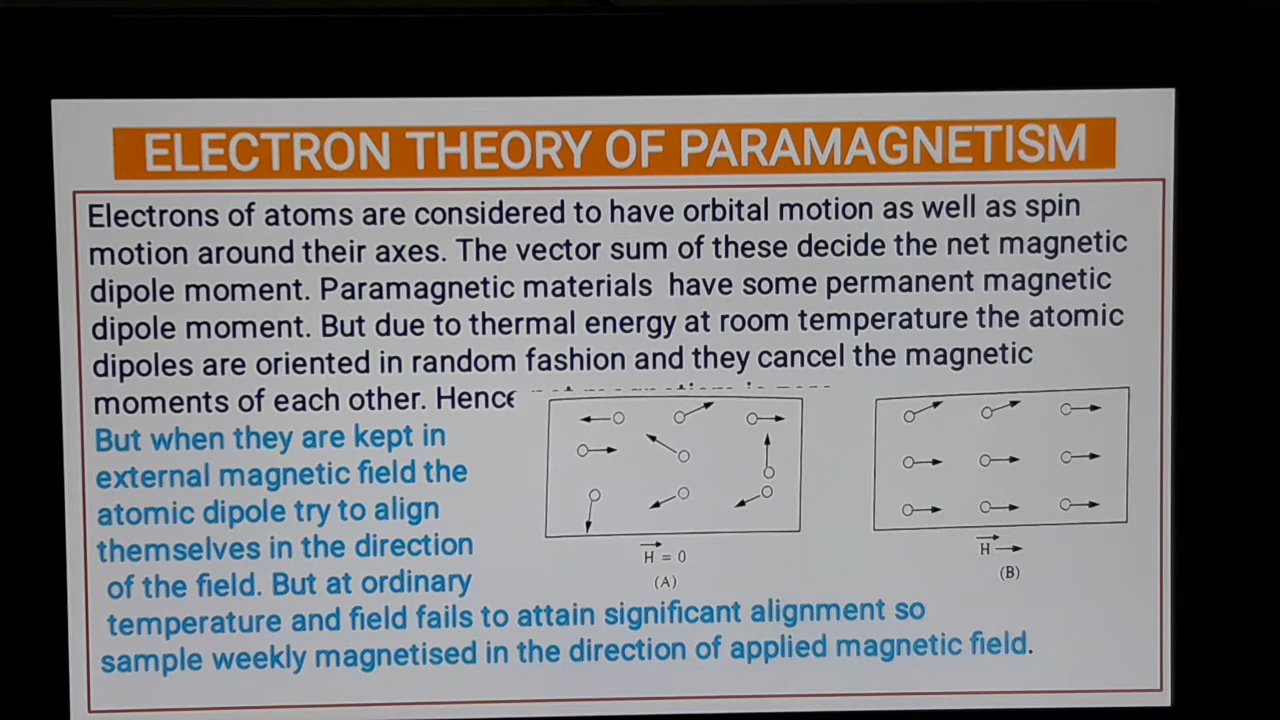 ELECTRON THEORY OF PARAMAGNETISM
Electrons of atoms are considered to have orbital motion as well as spin
motion around their axes. The vector sum of these decide the net magnetic
dipole moment. Paramagnetic materials have some permanent magnetic
dipole moment. But due to thermal energy at room temperature the atomic
dipoles are oriented in random fashion and they cancel the magnetic
moments of each other. Hence
But when they are kept in
external magnetic field the
atomic dipole try to align
themselves in the direction
of the field. But at ordinary
temperature and field fails to attain significant alignment so
sample weekly magnetised in the direction of applied magnetic field.
H = 0
(A)
H
(B)